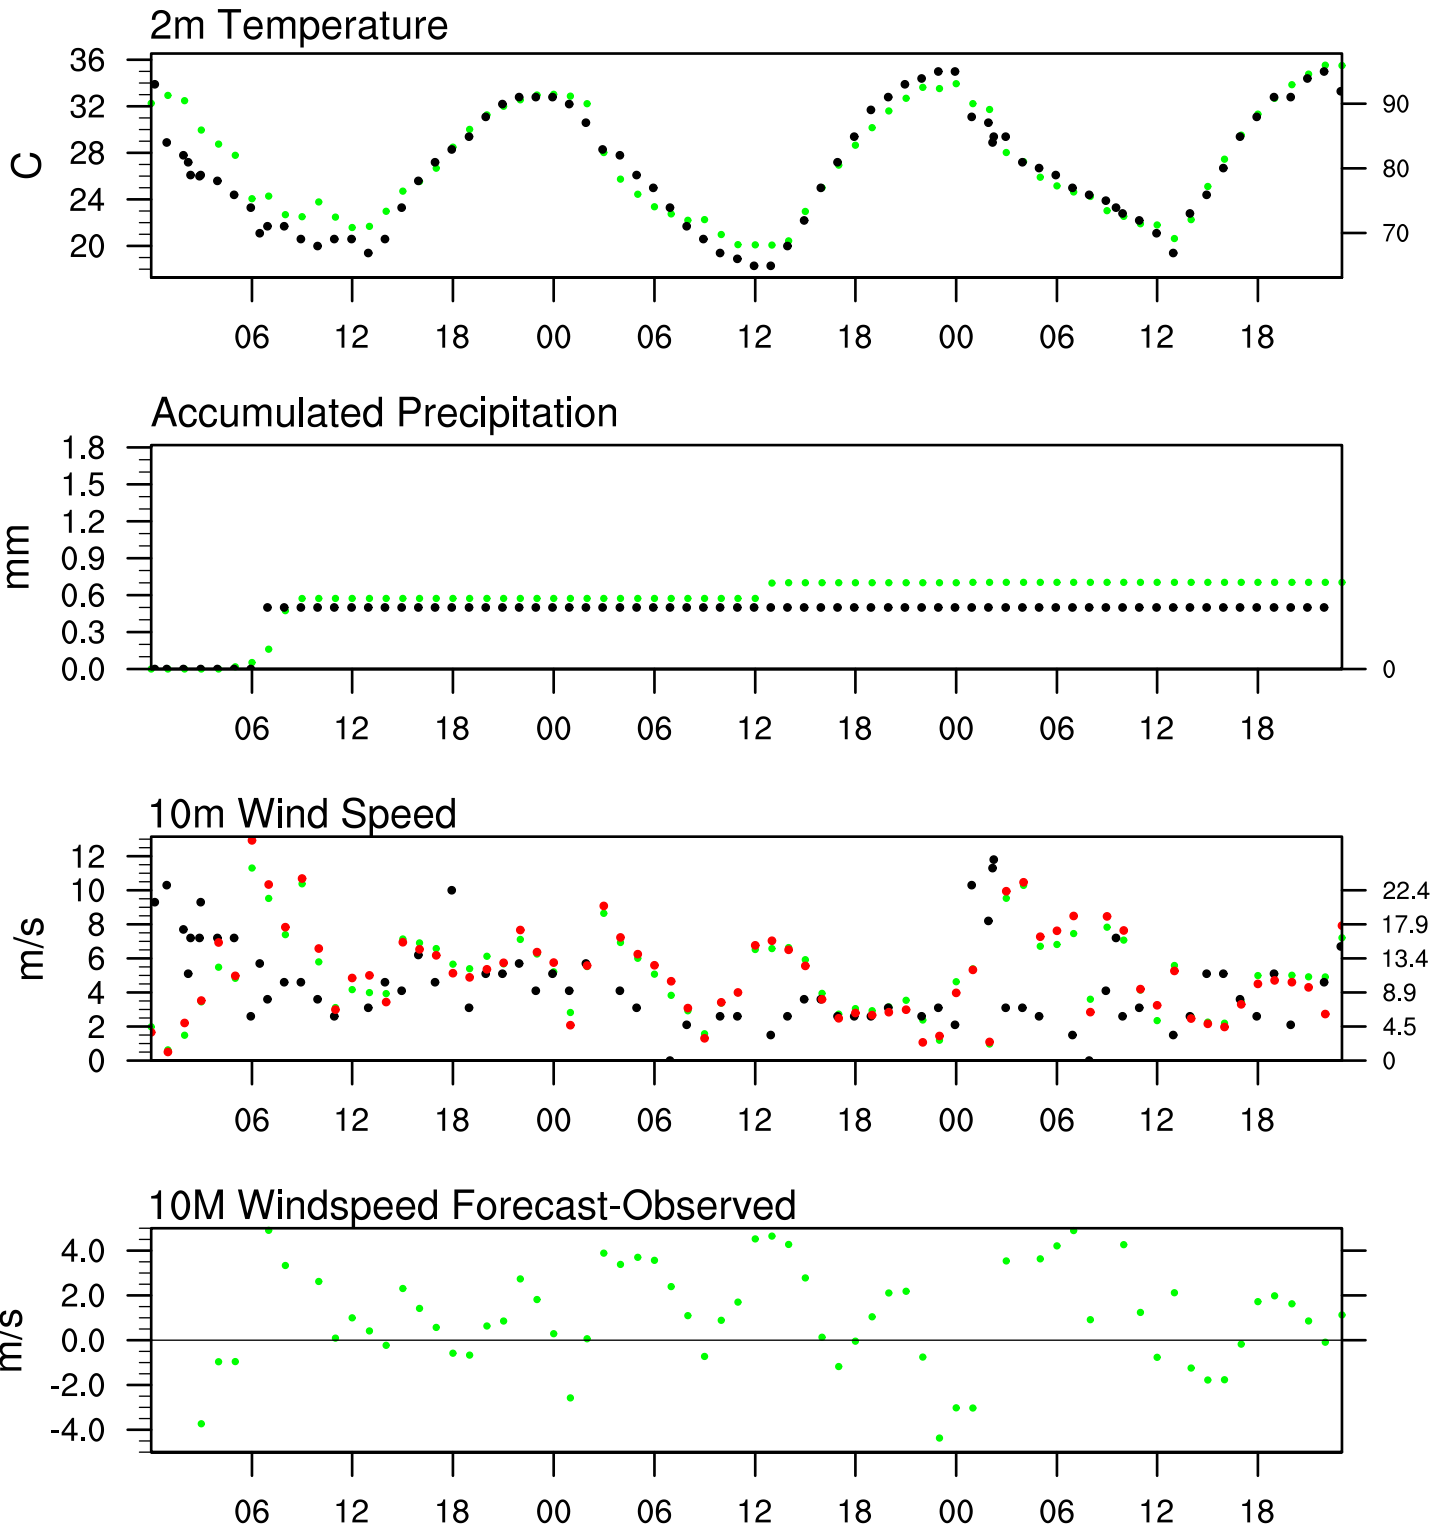 2m Temperature
36
32
28
24
20
C
90
80
70
06 12 18 00 06 12 18 00 06 12 18
Accumulated Precipitation
1.8
1.5
1.2
0.9
0.6
0.3
0.0
mm
0
06 12 18 00 06 12 18 00 06 12 18
10m Wind Speed
12
10
8
6
4
2
0
m/s
22.4
17.9
13.4
8.9
4.5
0
06 12 18 00 06 12 18 00 06 12 18
10M Windspeed Forecast-Observed
4.0
2.0
0.0
-2.0
-4.0
m/s
06 12 18 00 06 12 18 00 06 12 18